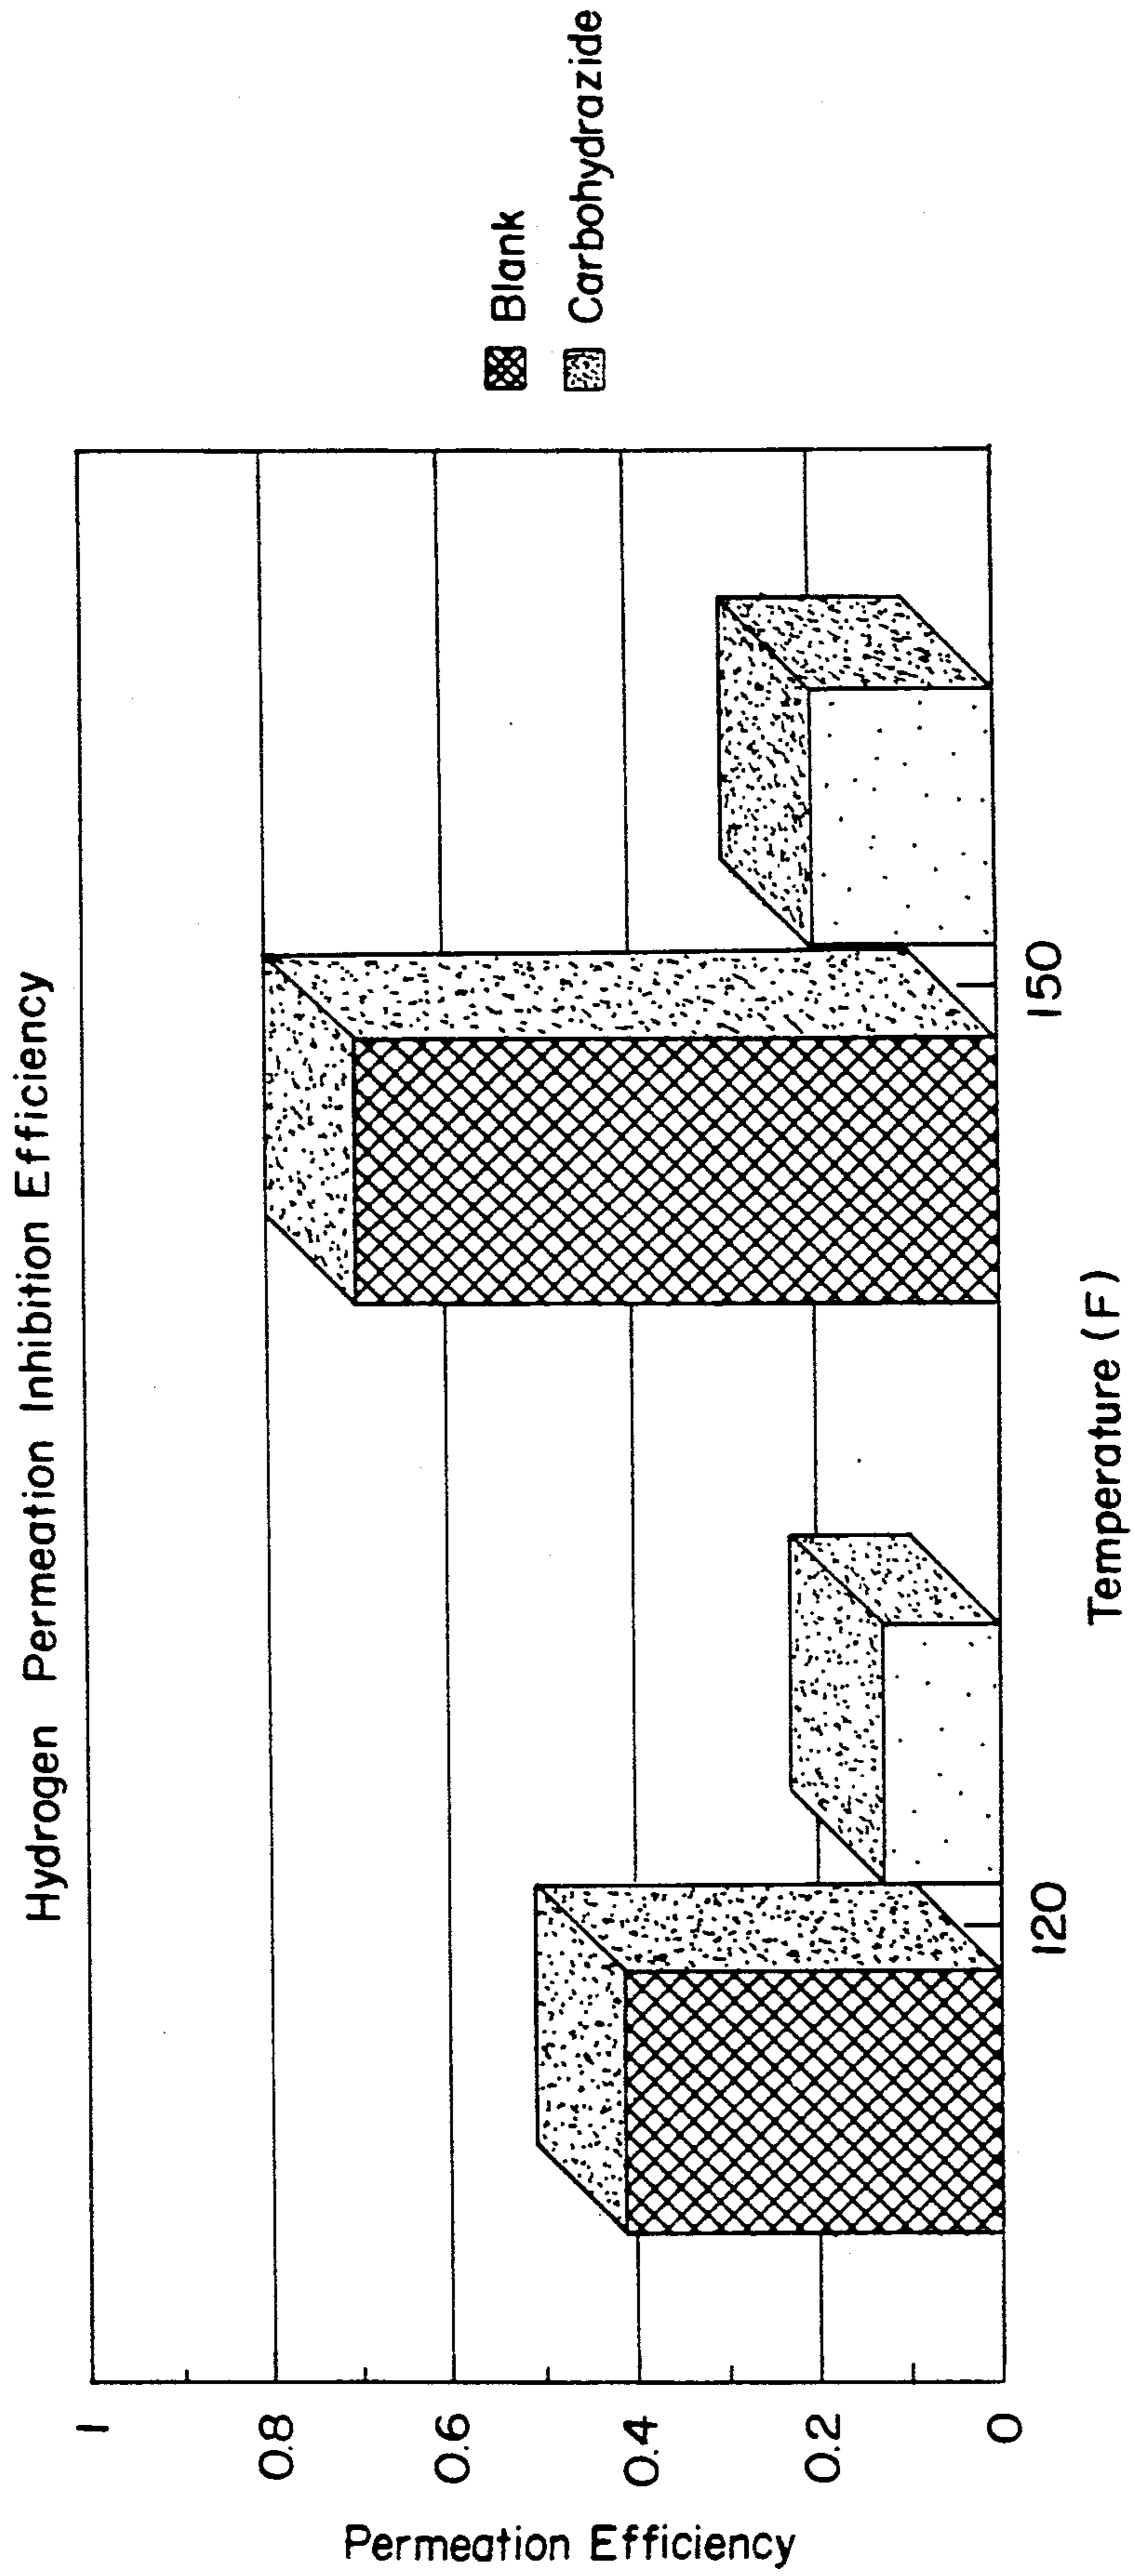 Hydrogen Permeation Inhibition Efficiency
Permeation Efficiency
1
0.8
0.6
0.4
0.2
0
120
150
Temperature (F)
Blank
Carbohydrazide